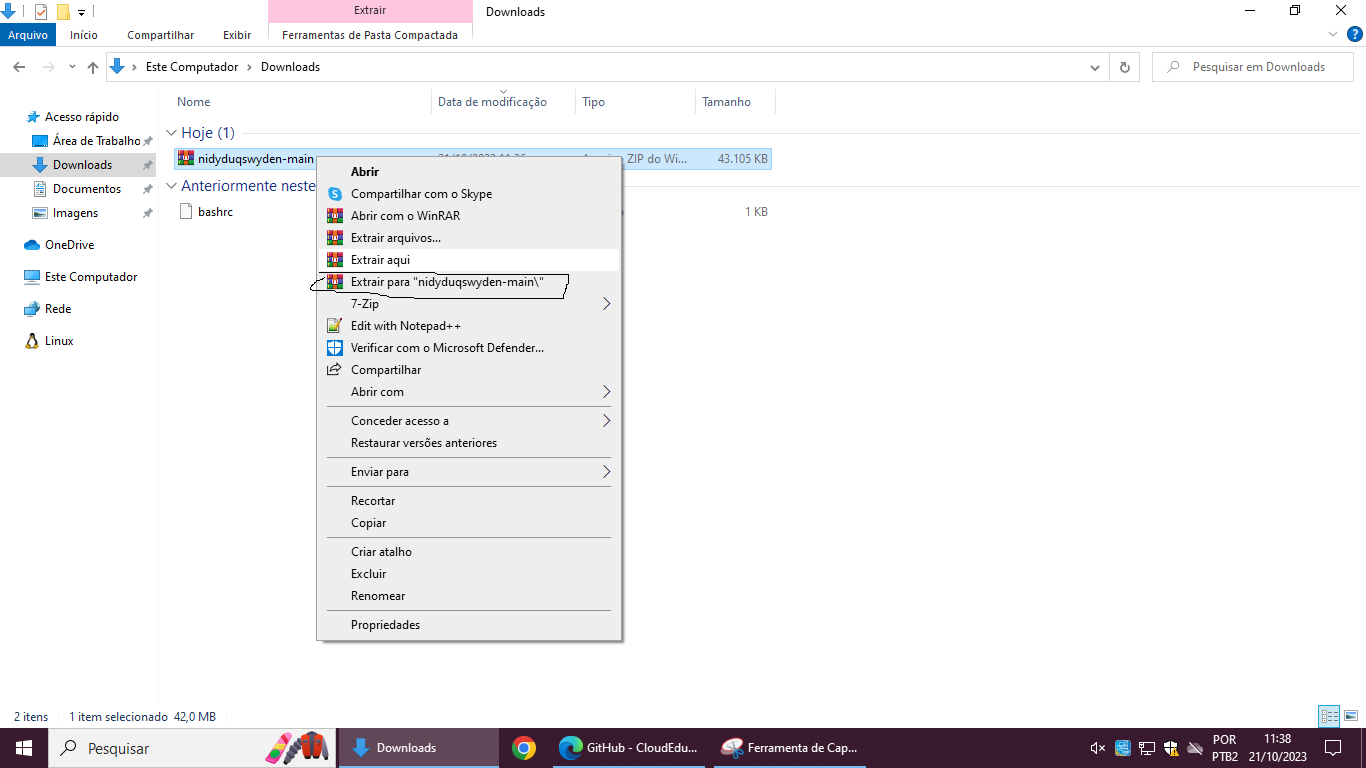 Extrair
Downloads
Arquivo
Início
Compartilhar
Exibir
Ferramentas de Pasta Compactada
Este Computador
Downloads
Pesquisar em Downloads
Nome
Data de modificação
Tipo
Tamanho
Acesso rápido
Área de Trabalho
Downloads
Documentos
Imagens
OneDrive
Este Computador
Rede
Linux
Hoje (1)
nidyduqswyden-main
ZIP do Wi...
43.105 KB
Anteriormente neste
bashrc
1 KB
Abrir
Compartilhar com o Skype
Abrir com o WinRAR
Extrair arquivos...
Extrair aqui
Extrair para "nidyduqswyden-main\"
7-Zip
Edit with Notepad++
Verificar com o Microsoft Defender...
Compartilhar
Abrir com
Conceder acesso a
Restaurar versões anteriores
Enviar para
Recortar
Copiar
Criar atalho
Excluir
Renomear
Propriedades
2 itens
1 item selecionado 42,0 MB
Pesquisar
Downloads
GitHub - CloudEdu...
Ferramenta de Cap...
POR
PTB2
11:38
21/10/2023